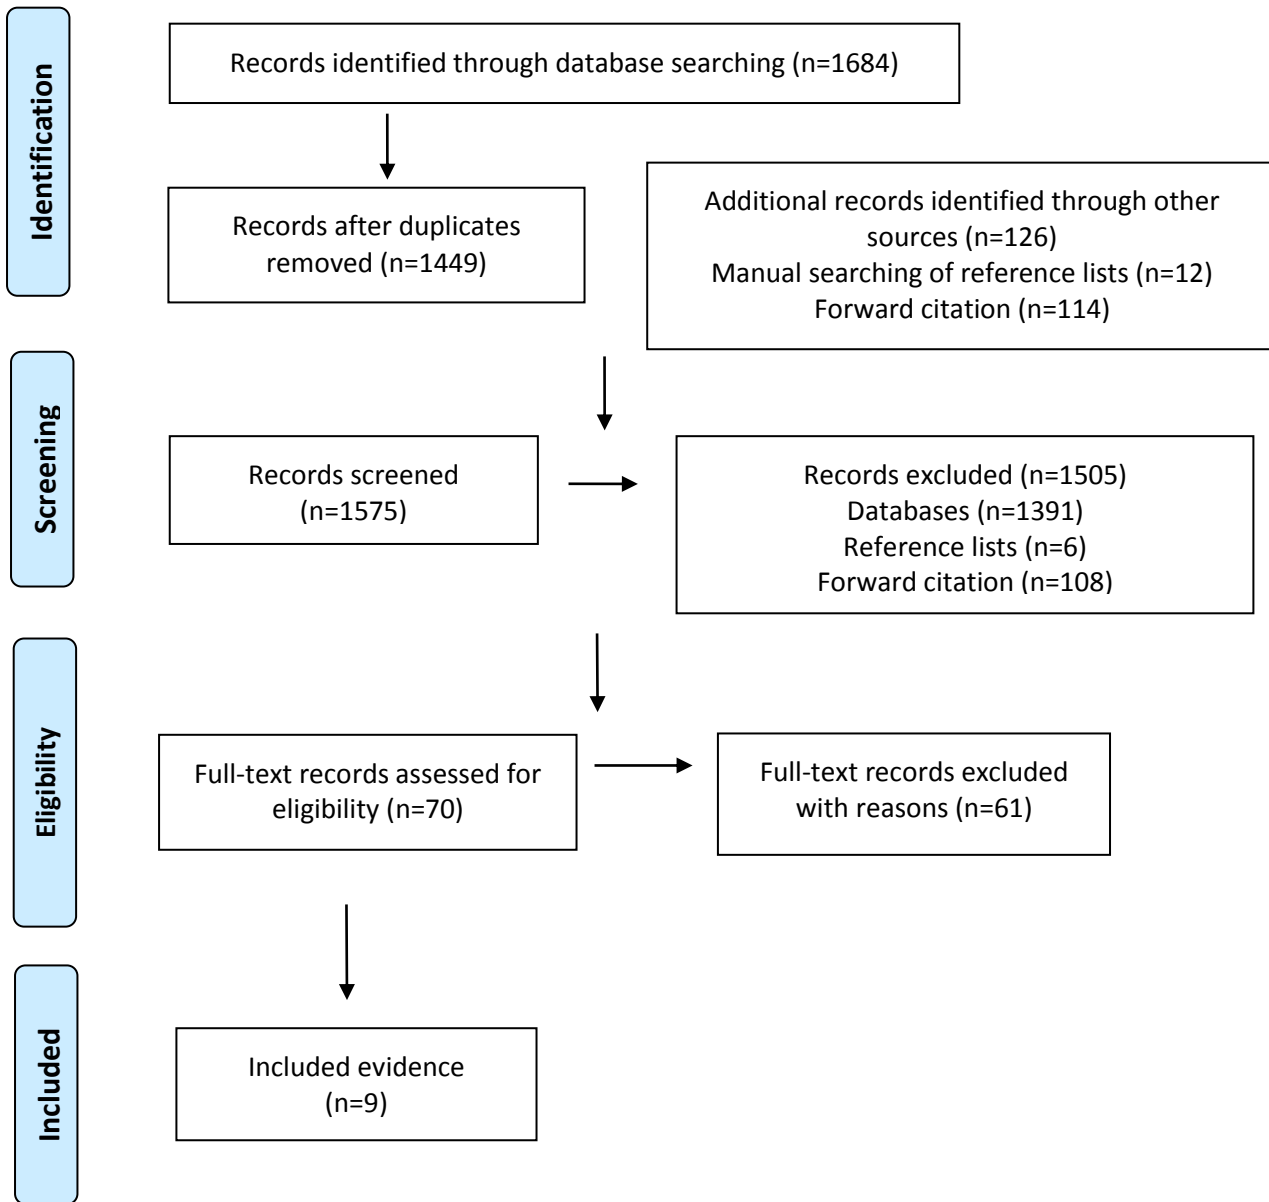 Identification
Records identified through database searching (n=1684)
Records after duplicates
removed (n=1449)
Additional records identified through other
sources (n=126)
Manual searching of reference lists (n=12)
Forward citation (n=114)
Screening
Records screened
(n=1575)
Records excluded (n=1505)
Databases (n=1391)
Reference lists (n=6)
Forward citation (n=108)
Eligibility
Full-text records assessed for
eligibility (n=70)
Full-text records excluded
with reasons (n=61)
Included
Included evidence
(n=9)